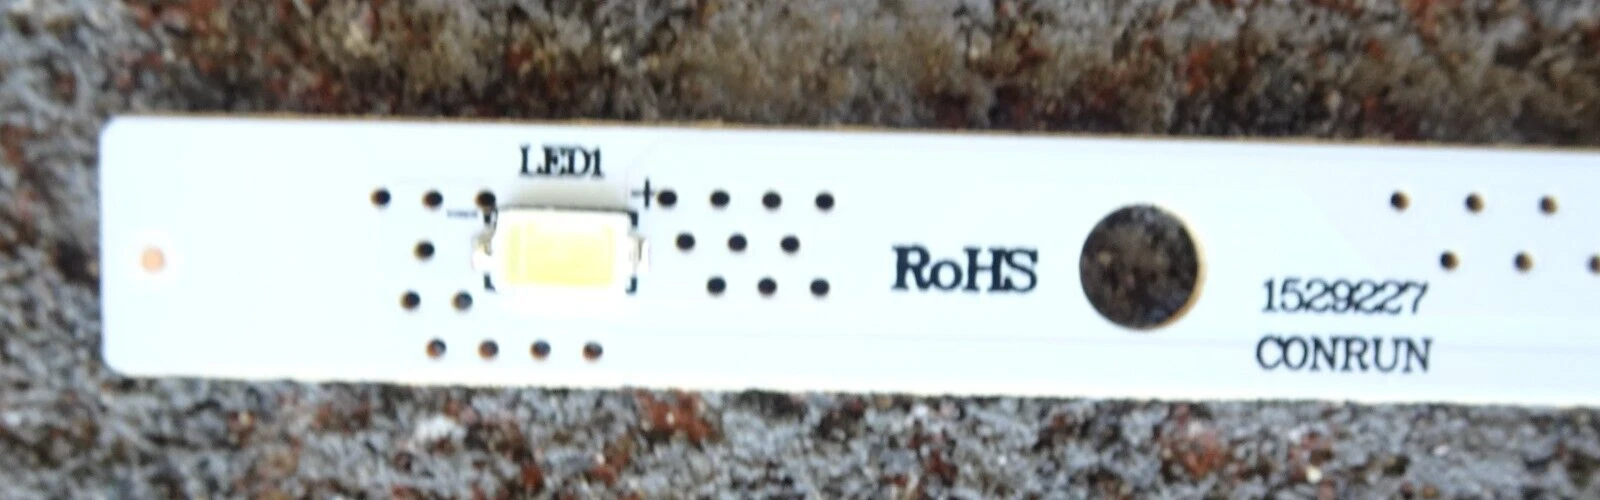 LED1
- +
RoHS
1529227
CONRUN